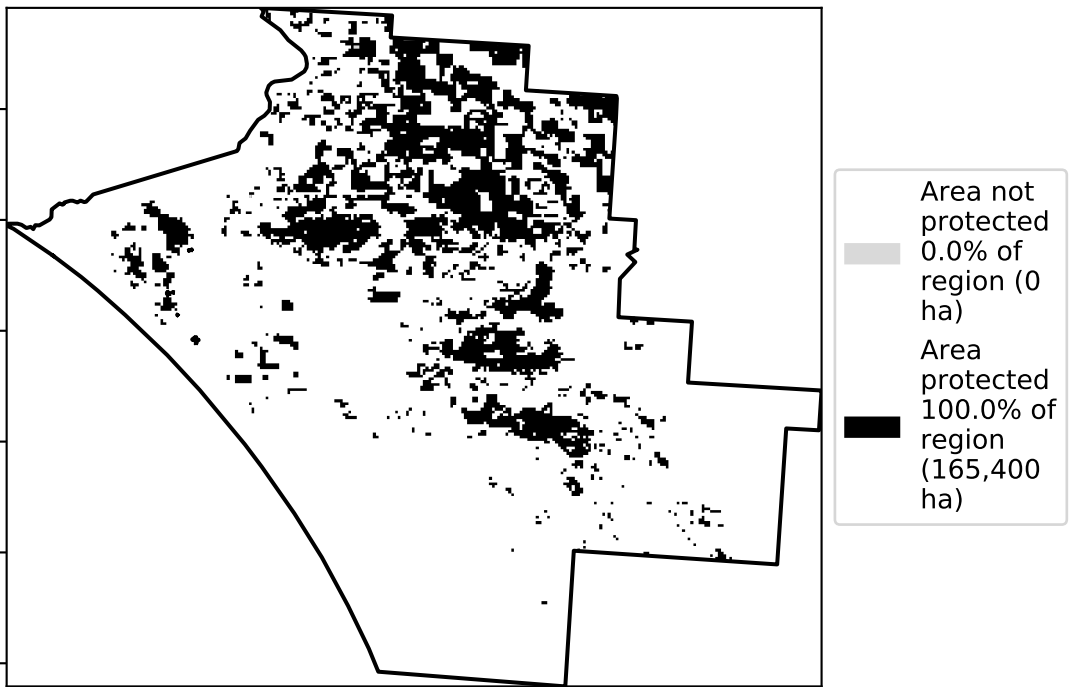 Area not
protected
0.0% of
region (0
ha)
Area
protected
100.0% of
region
(165,400
ha)